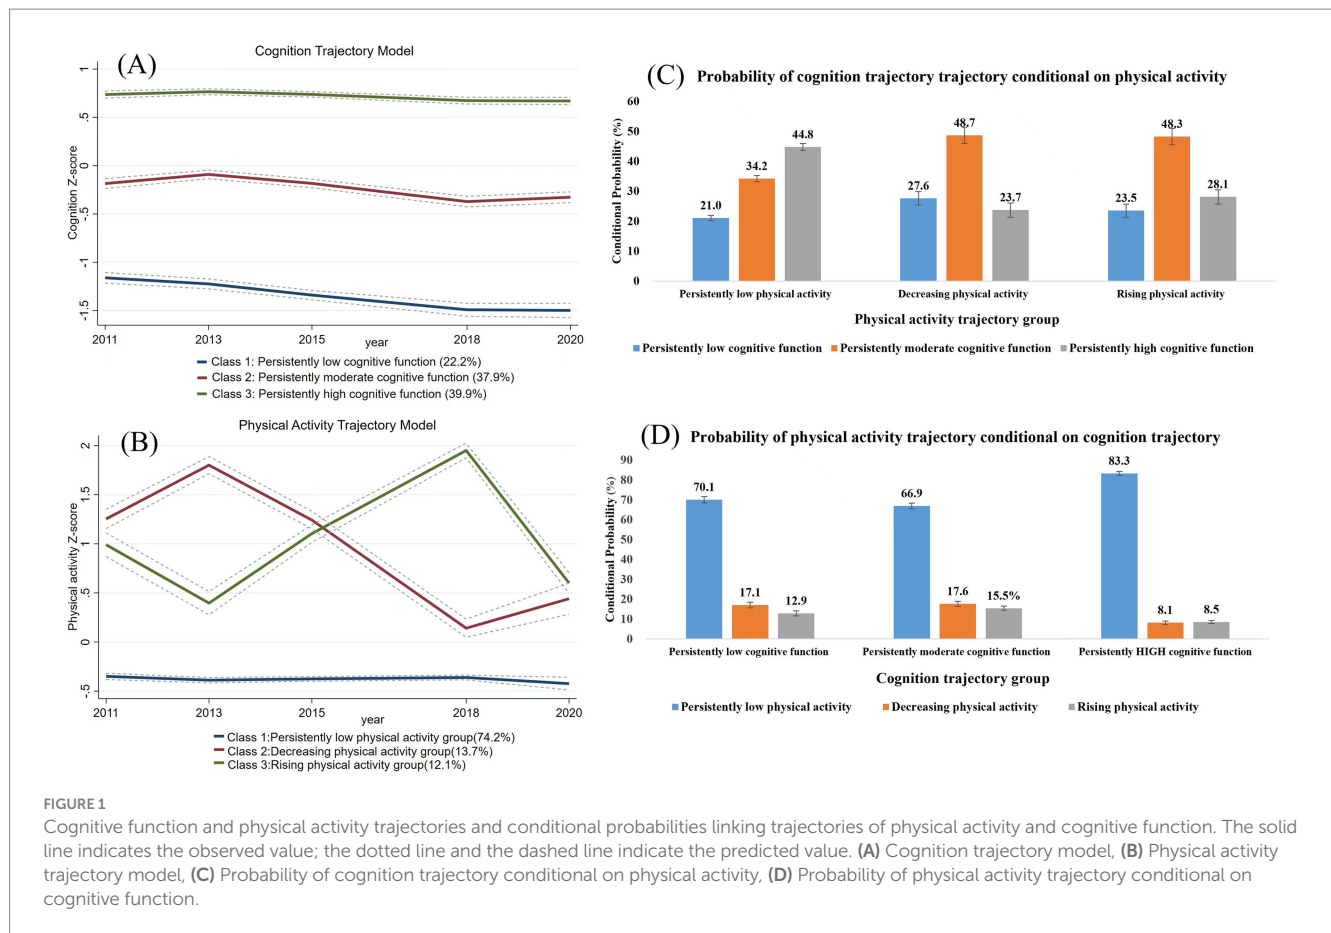 (A)
Cognition Trajectory Model
Cognition Z-score
1
.5
0
-.5
-1
-1.5
2011
2013
2015
year
2018
2020
Class 1: Persistently low cognitive function (22.2%)
Class 2: Persistently moderate cognitive function (37.9%)
Class 3: Persistently high cognitive function (39.9%)
(B)
Physical Activity Trajectory Model
Physical activity Z-score
2
1.5
1
.5
0
-.5
2011
2013
2015
year
2018
2020
Class 1:Persistently low physical activity group(74.2%)
Class 2:Decreasing physical activity group(13.7%)
Class 3:Rising physical activity group(12.1%)
(C)
Probability of cognition trajectory trajectory conditional on physical activity
Conditional Probability (%)
60
50
40
30
20
10
0
21.0
34.2
44.8
27.6
48.7
23.7
23.5
48.3
28.1
Persistently low physical activity
Decreasing physical activity
Rising physical activity
Physical activity trajectory group
Persistently low cognitive function
Persistently moderate cognitive function
Persistently high cognitive function
(D)
Probability of physical activity trajectory conditional on cognition trajectory
Conditional Probability (%)
90
80
70
60
50
40
30
20
10
0
70.1
17.1
12.9
66.9
17.6
15.5%
83.3
8.1
8.5
Persistently low cognitive function
Persistently moderate cognitive function
Persistently HIGH cognitive function
Cognition trajectory group
Persistently low physical activity
Decreasing physical activity
Rising physical activity
FIGURE 1
Cognitive function and physical activity trajectories and conditional probabilities linking trajectories of physical activity and cognitive function. The solid
line indicates the observed value; the dotted line and the dashed line indicate the predicted value. (A) Cognition trajectory model, (B) Physical activity
trajectory model, (C) Probability of cognition trajectory conditional on physical activity, (D) Probability of physical activity trajectory conditional on
cognitive function.